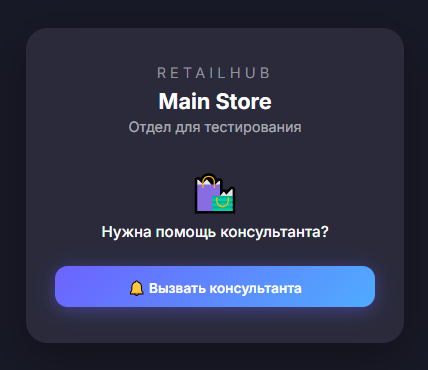 RETAILHUB
Main Store
Отдел для тестирования
Нужна помощь консультанта?
Вызвать консультанта